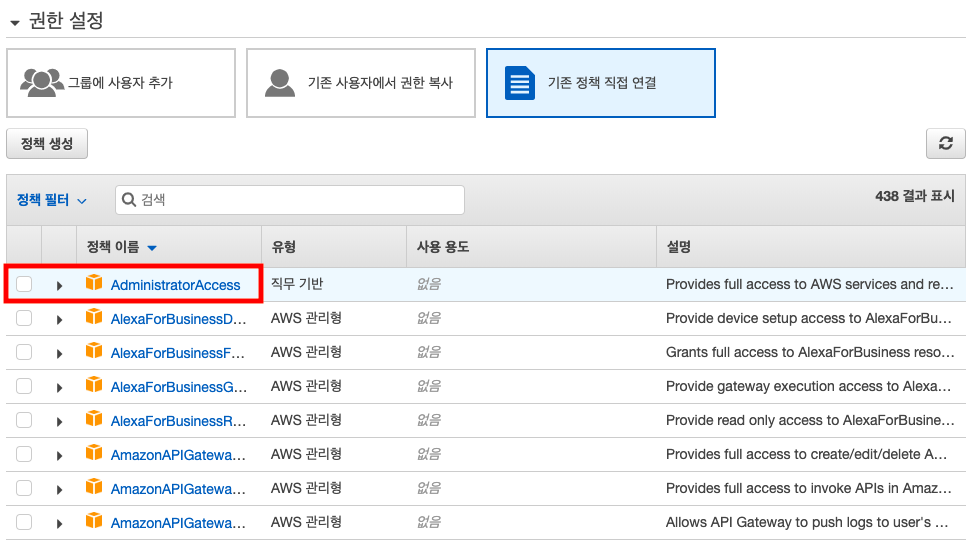 권한 설정
그룹에 사용자 추가
기존 사용자에서 권한 복사
기존 정책 직접 연결
정책 생성
정책 필터
검색
438 결과 표시
정책 이름 유형 사용 용도 설명
AdministratorAccess 직무 기반 없음 Provides full access to AWS services and re...
AlexaForBusinessD... AWS 관리형 없음 Provide device setup access to AlexaForBu...
AlexaForBusinessF... AWS 관리형 없음 Grants full access to AlexaForBusiness reso...
AlexaForBusinessG... AWS 관리형 없음 Provide gateway execution access to Alexa...
AlexaForBusinessR... AWS 관리형 없음 Provide read only access to AlexaForBusine...
AmazonAPIGatewa... AWS 관리형 없음 Provides full access to create/edit/delete A...
AmazonAPIGatewa... AWS 관리형 없음 Provides full access to invoke APIs in Amaz...
AmazonAPIGatewa... AWS 관리형 없음 Allows API Gateway to push logs to user's ...